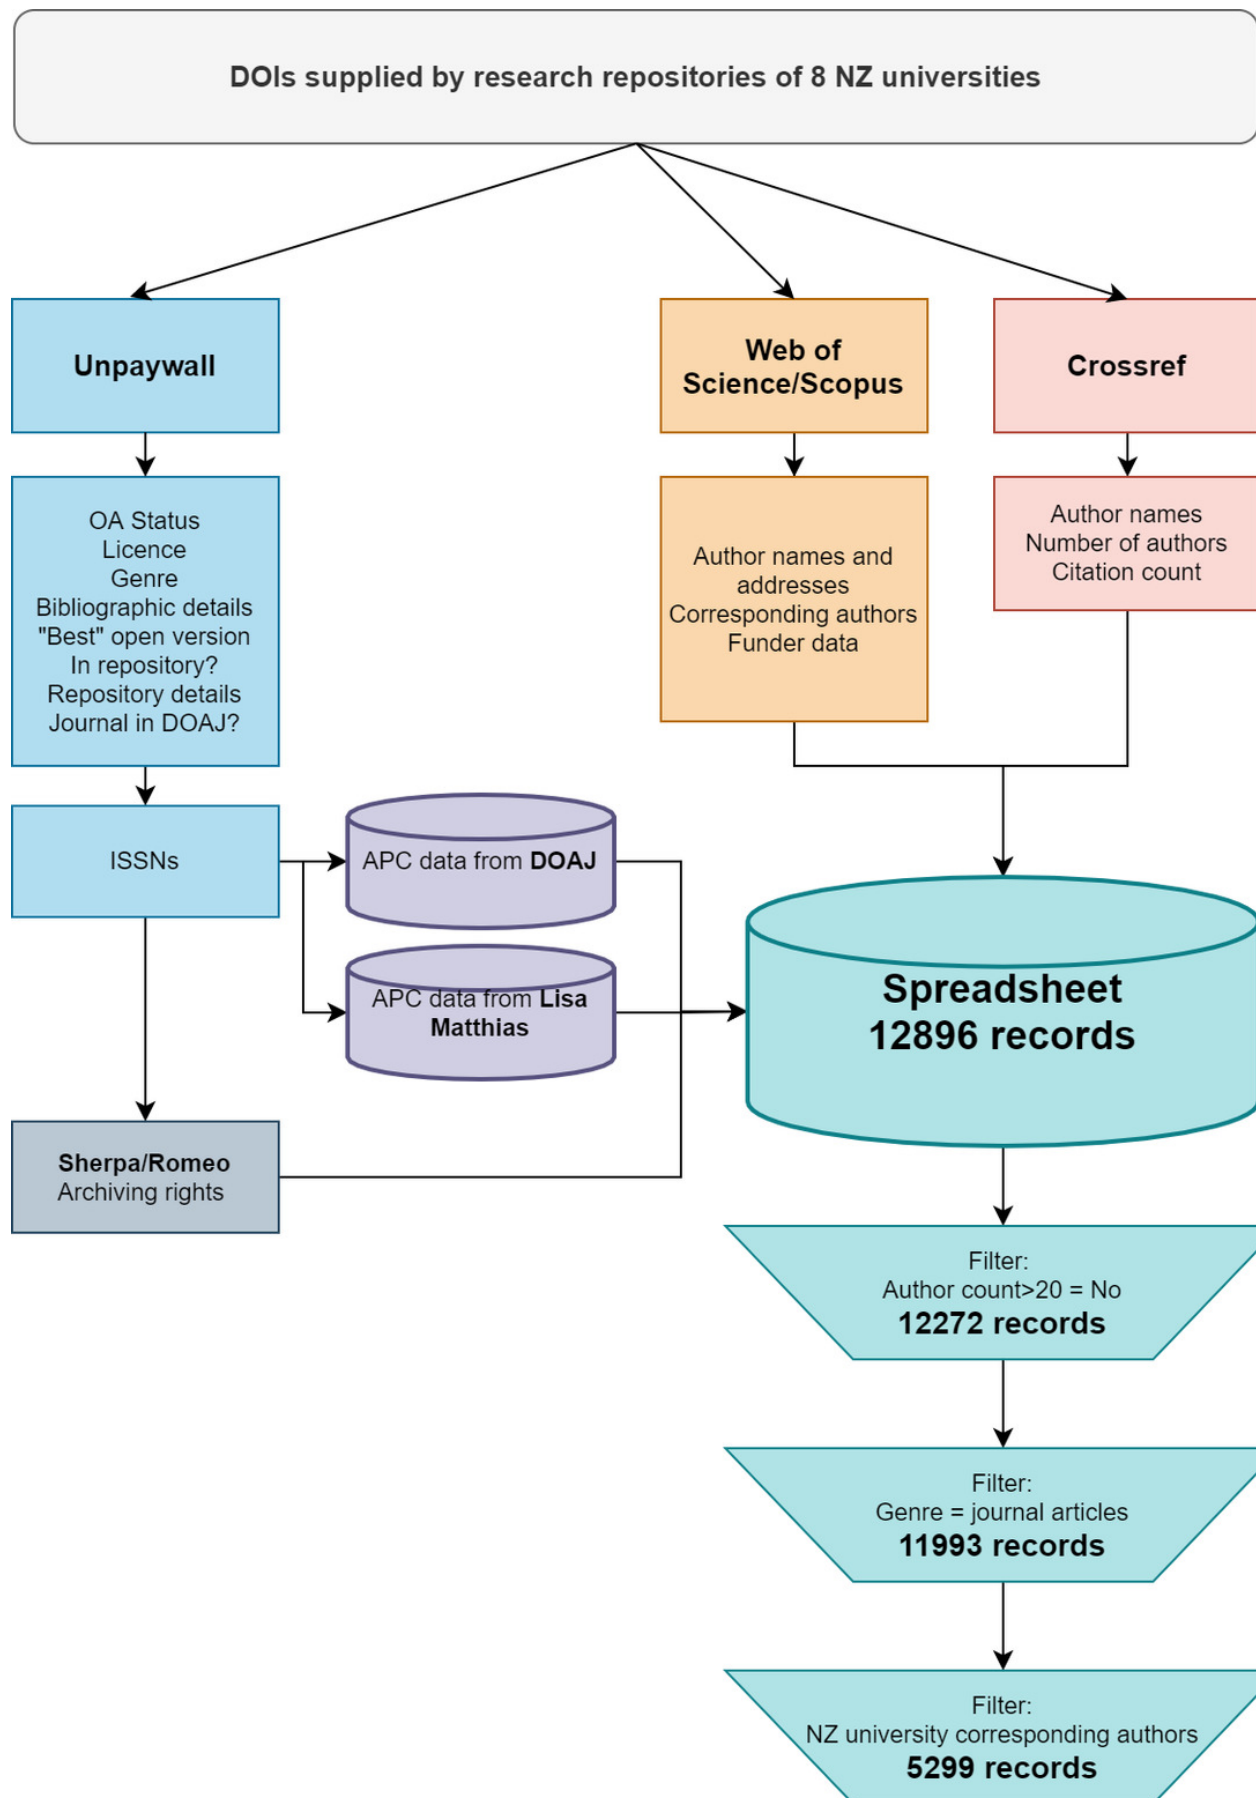 DOIs supplied by research repositories of 8 NZ universities
Unpaywall
Web of
Science/Scopus
Crossref
OA Status
Licence
Genre
Bibliographic details
"Best" open version
In repository?
Repository details
Journal in DOAJ?
Author names and
addresses
Corresponding authors
Funder data
Author names
Number of authors
Citation count
ISSNs
APC data from DOAJ
APC data from Lisa
Matthias
Sherpa/Romeo
Archiving rights
Spreadsheet
12896 records
Filter:
Author count>20 = No
12272 records
Filter:
Genre = journal articles
11993 records
Filter:
NZ university corresponding authors
5299 records